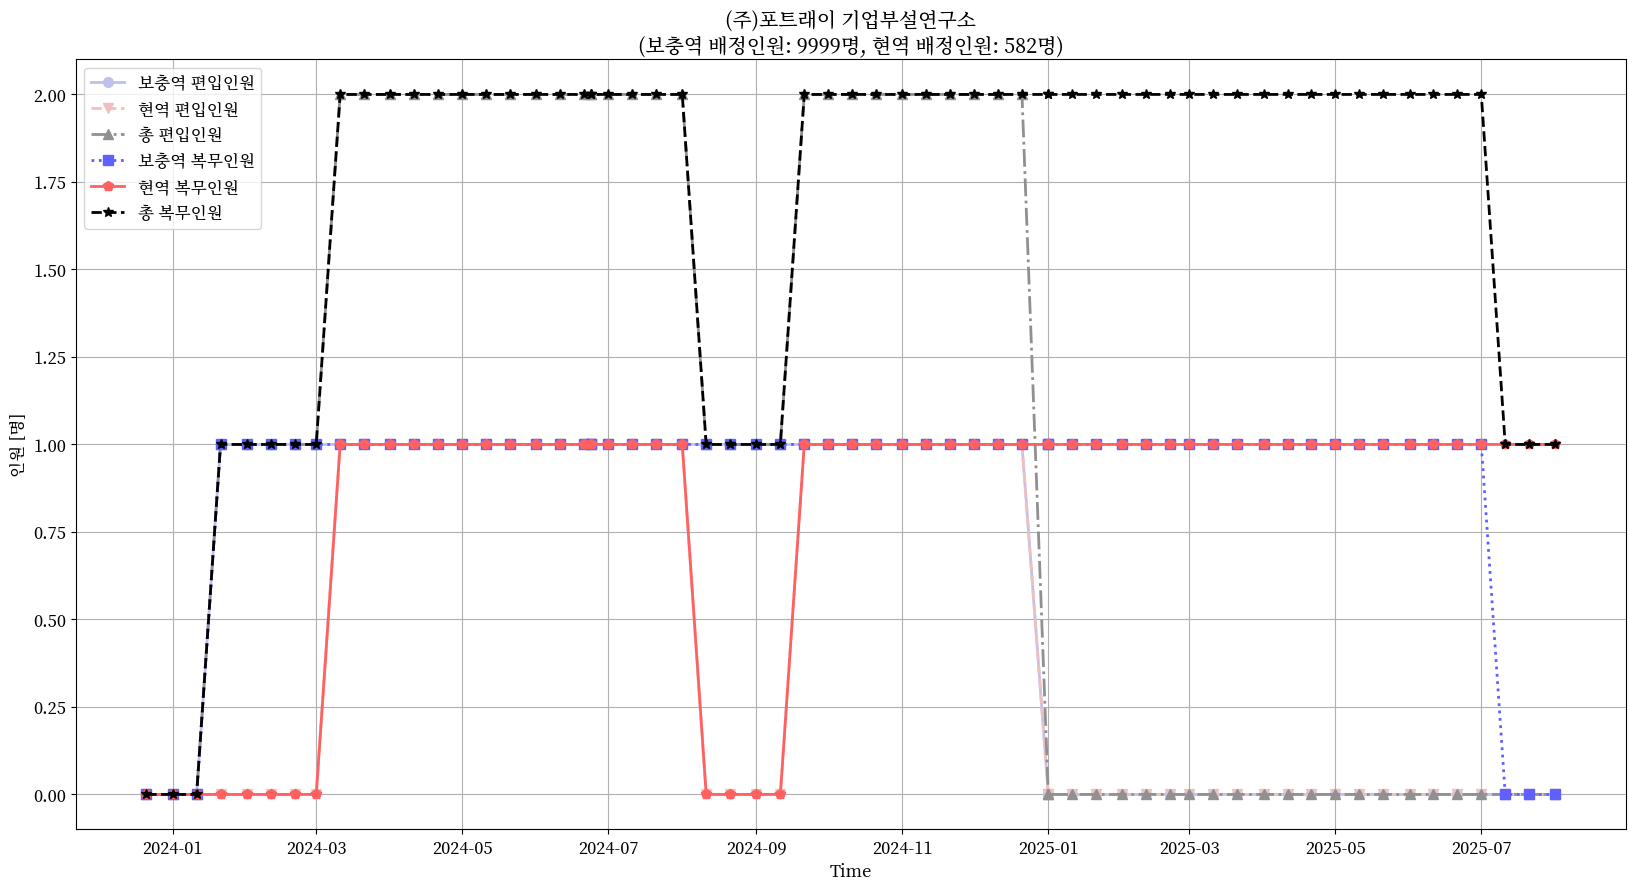 (주)포트래이 기업부설연구소
(보충역 배정인원: 9999명, 현역 배정인원: 582명)
보충역 편입인원
현역 편입인원
총 편입인원
보충역 복무인원
현역 복무인원
총 복무인원
2.00
1.75
1.50
1.25
1.00
0.75
0.50
0.25
0.00
인원 [명]
2024-01 2024-03 2024-05 2024-07 2024-09 2024-11 2025-01 2025-03 2025-05 2025-07
Time